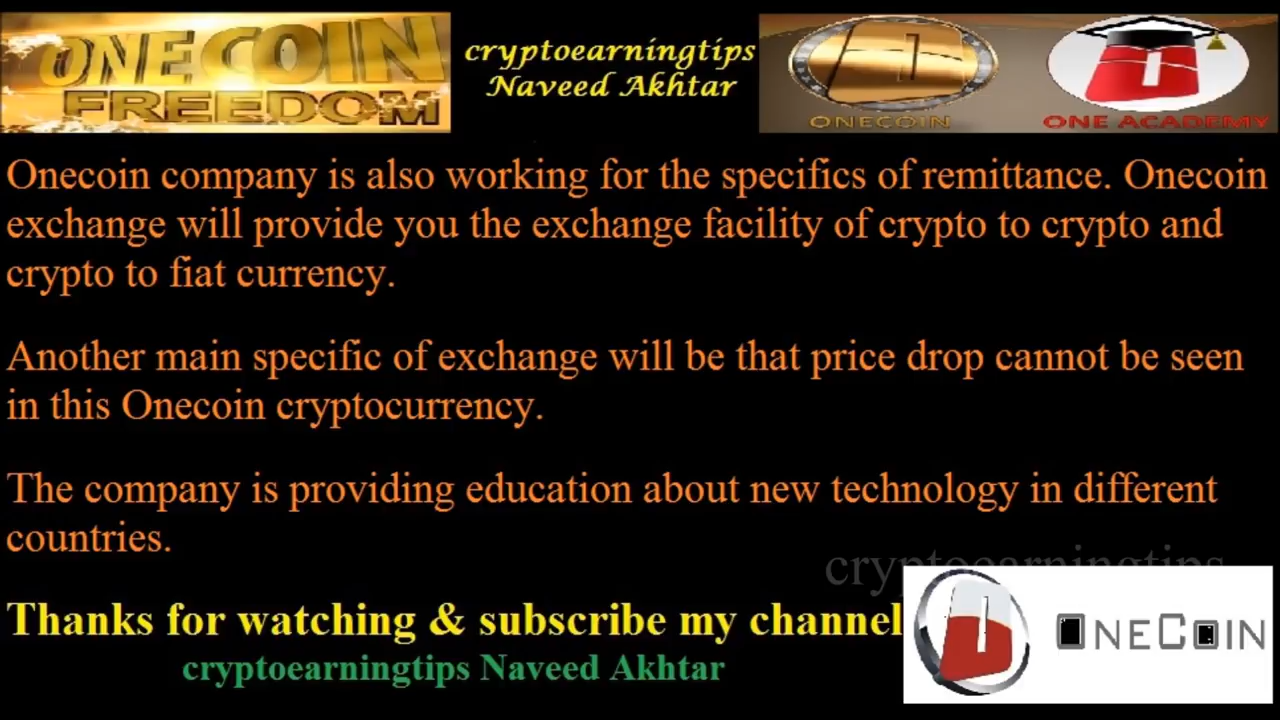 ONE COIN
FREEDOM
cryptoearningtips
Naveed Akhtar
ONECOIN
ONE ACADEMY
Onecoin company is also working for the specifics of remittance. Onecoin
exchange will provide you the exchange facility of crypto to crypto and
crypto to fiat currency.
Another main specific of exchange will be that price drop cannot be seen
in this Onecoin cryptocurrency.
The company is providing education about new technology in different
countries.
cryptoearningtips
Thanks for watching & subscribe my channel
cryptoearningtips Naveed Akhtar
ONECOIN